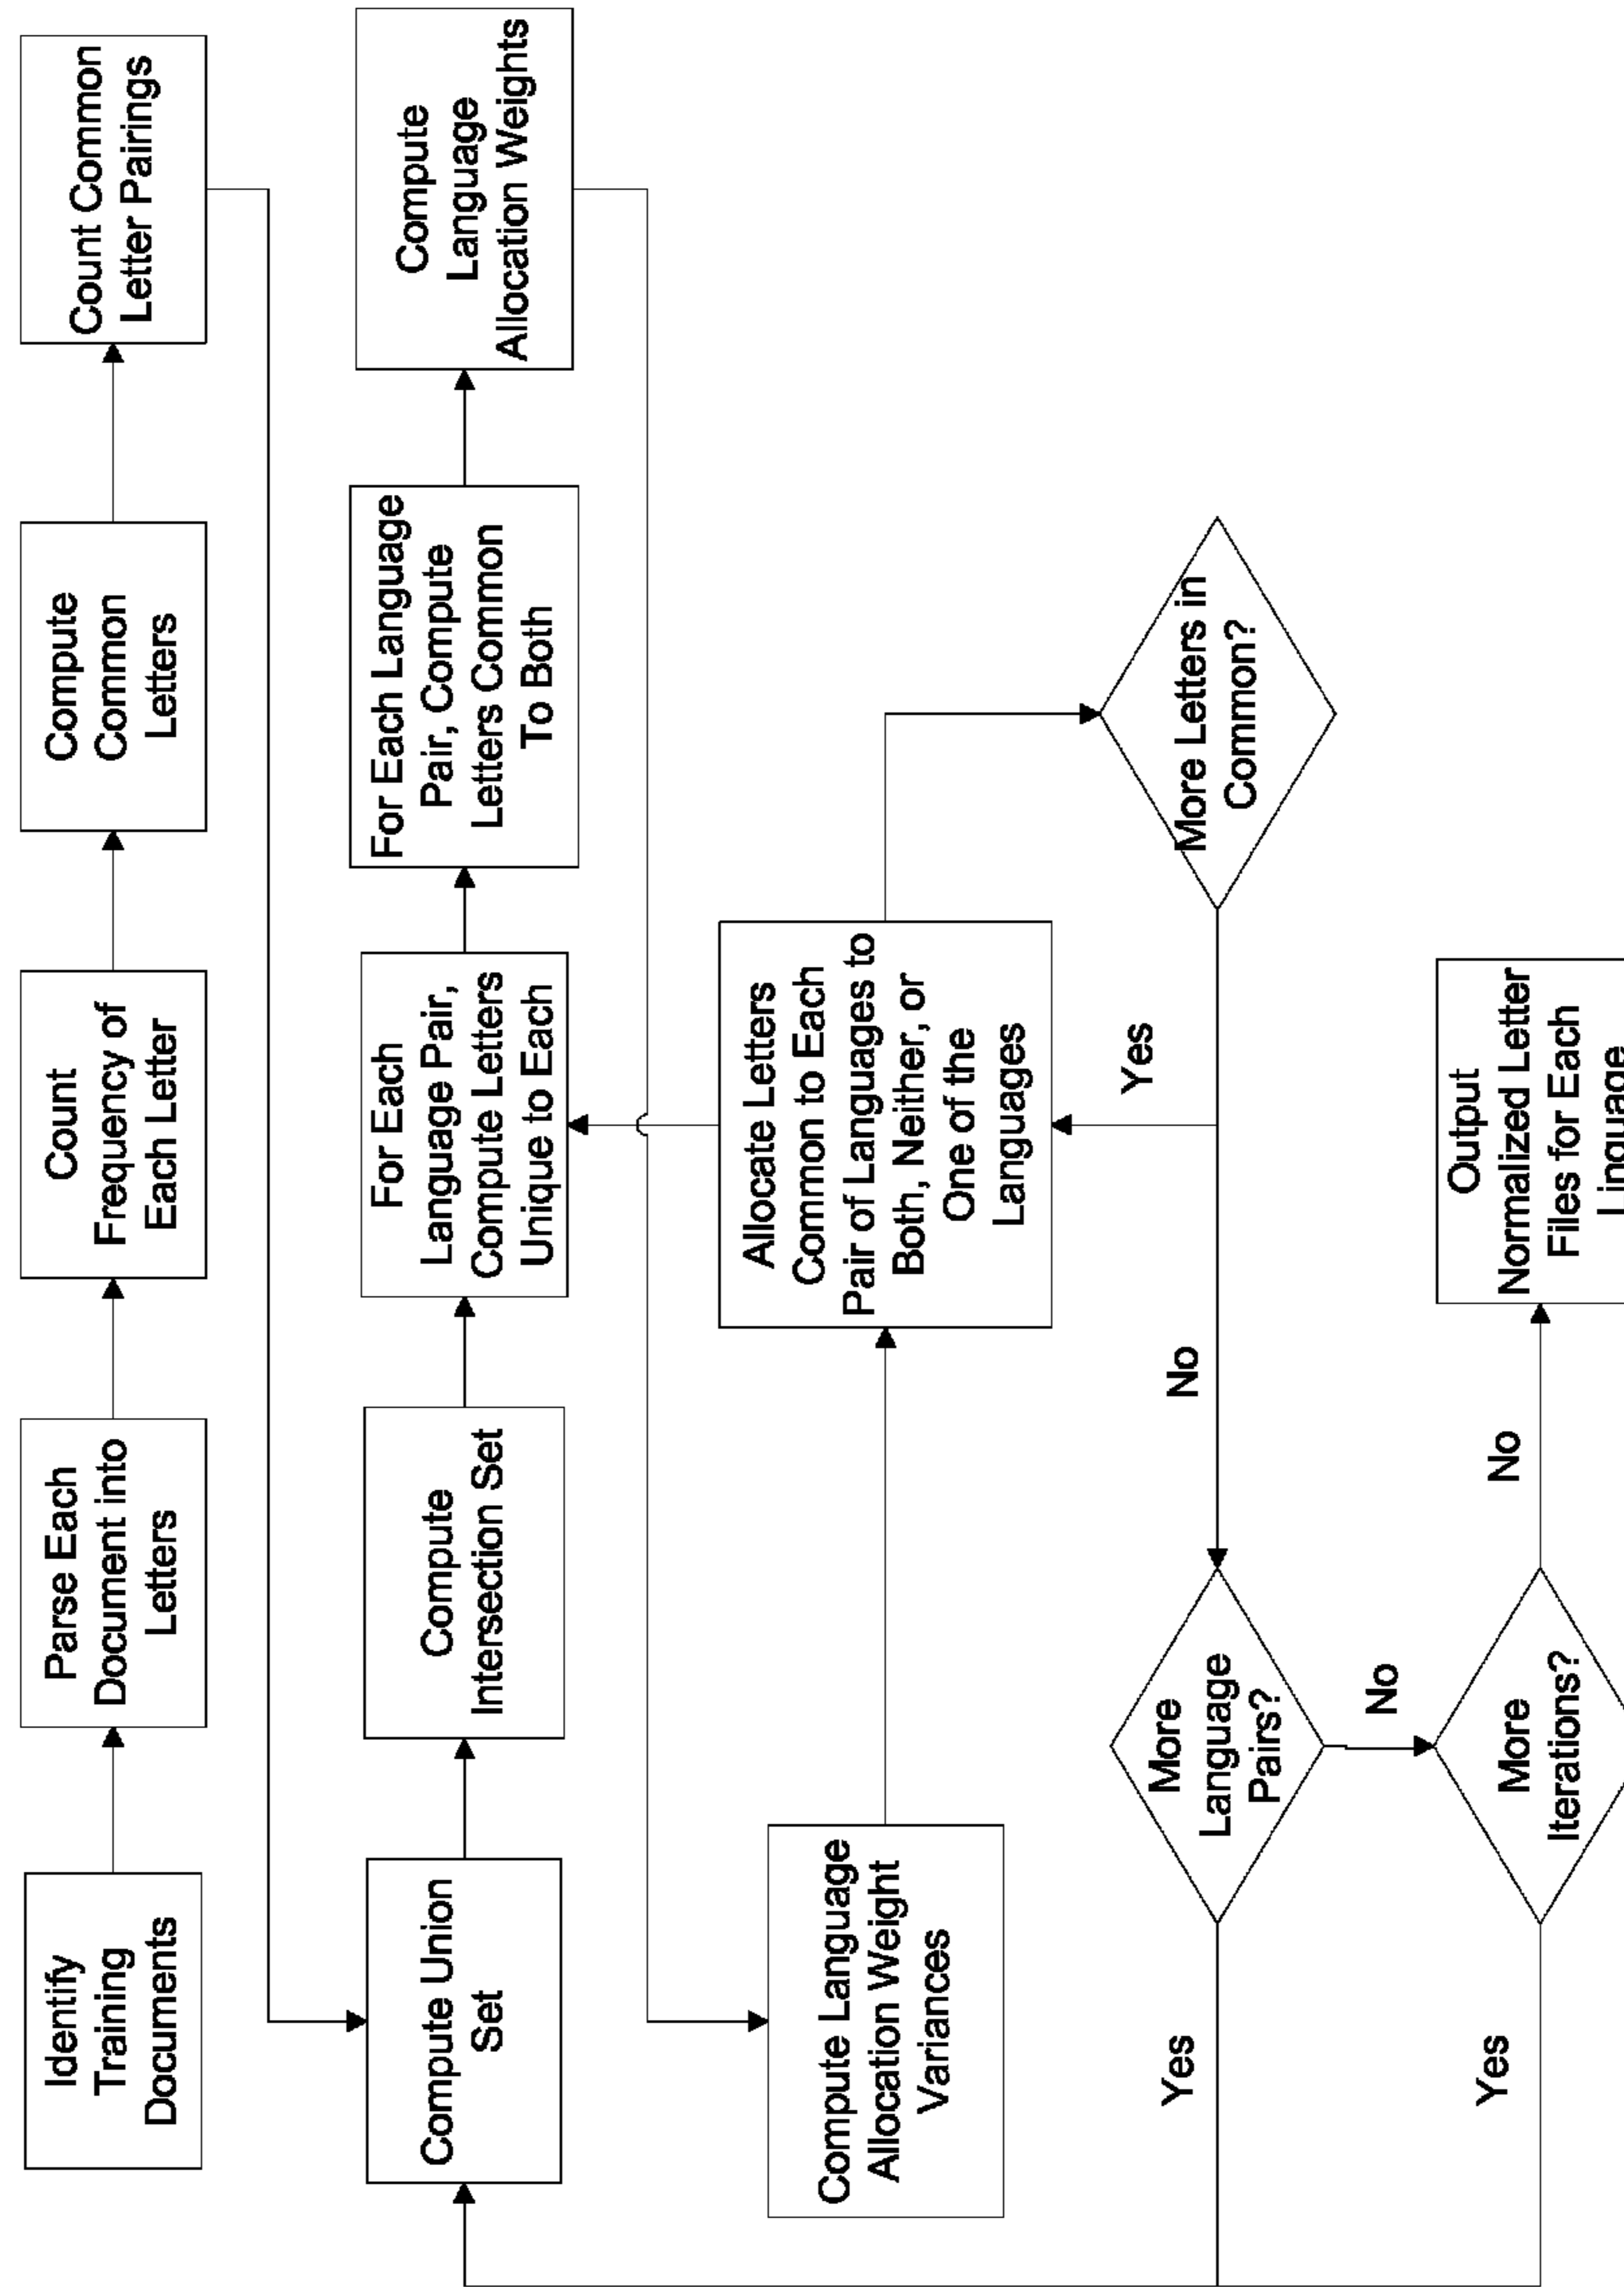 Identify
Training
Documents
Parse Each
Document into
Letters
Count
Frequency of
Each Letter
Compute
Common
Letters
Count Common
Letter Pairings
Compute Union
Set
Compute
Intersection Set
For Each
Language Pair,
Compute Letters
Unique to Each
For Each Language
Pair, Compute
Letters Common
To Both
Compute
Language
Allocation Weights
Compute Language
Allocation Weight
Variances
Allocate Letters
Common to Each
Pair of Languages to
Both, Neither, or
One of the
Languages
Yes
More Letters in
Common?
No
Yes
More
Language
Pairs?
No
Yes
More
Iterations?
No
Output
Normalized Letter
Files for Each
Linguage